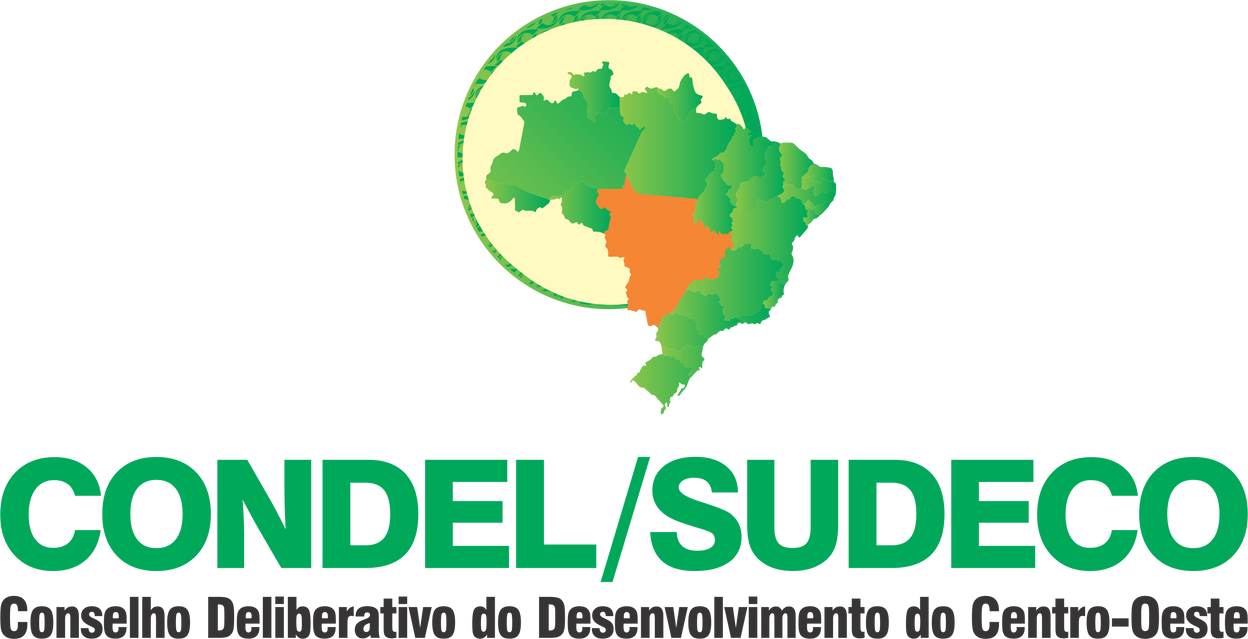 CONDEL/SUDECO
Conselho Deliberativo do Desenvolvimento do Centro-Oeste